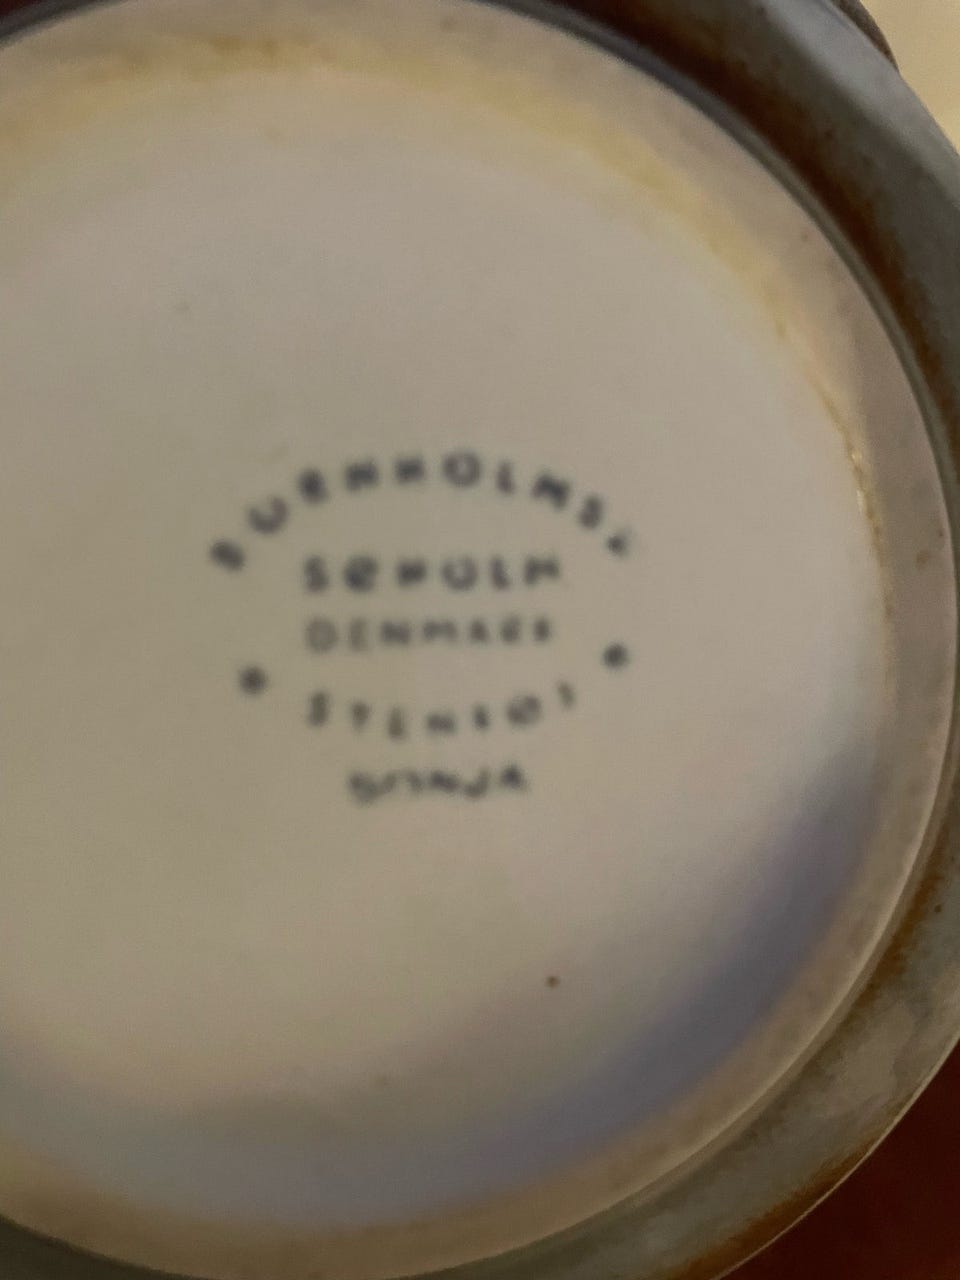 BORNHOLMSK
SØHOLM
DENMARK
* STENTØJ *
SONJA